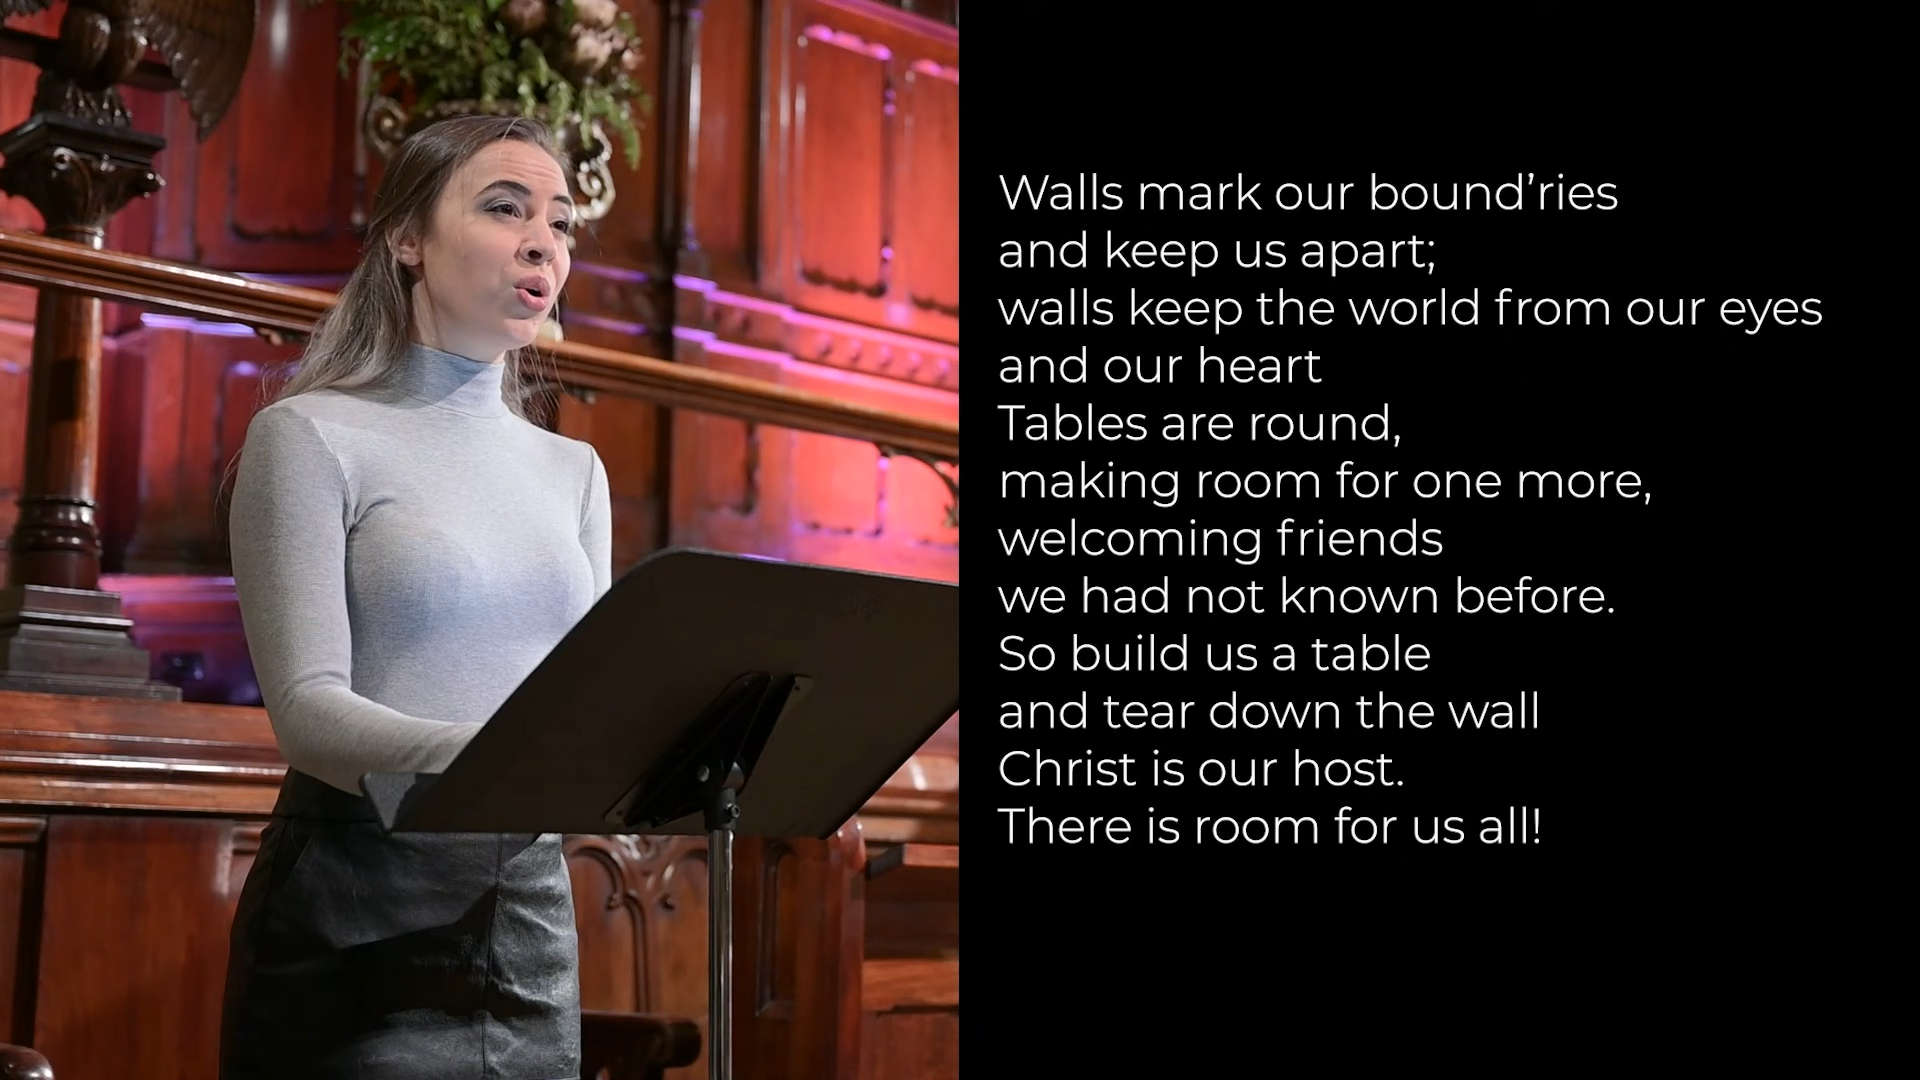 Walls mark our bound’ries
and keep us apart;
walls keep the world from our eyes
and our heart
Tables are round,
making room for one more,
welcoming friends
we had not known before.
So build us a table
and tear down the wall
Christ is our host.
There is room for us all!